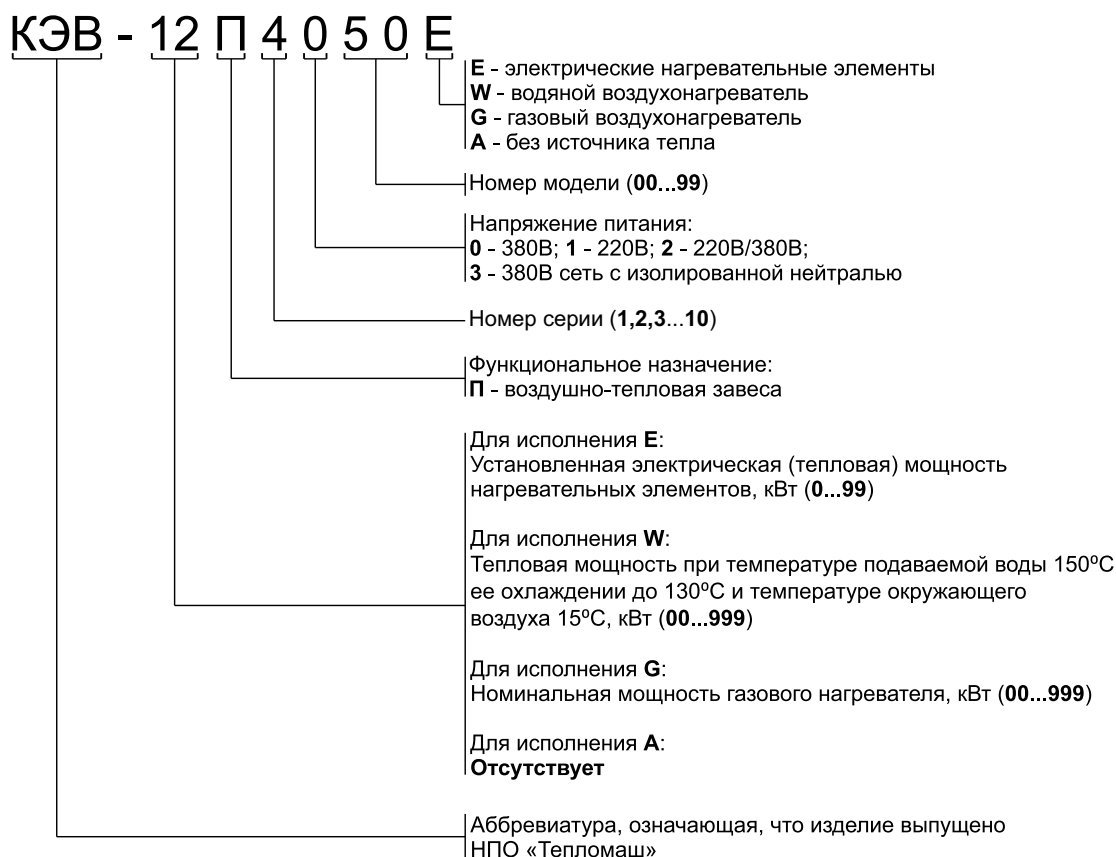 КЭВ - 12 П 4 0 5 0 Е
Е - электрические нагревательные элементы
W - водяной воздухонагреватель
G - газовый воздухонагреватель
А - без источника тепла
Номер модели (00...99)
Напряжение питания:
0 - 380В; 1 - 220В; 2 - 220В/380В;
3 - 380В сеть с изолированной нейтралью
Номер серии (1,2,3...10)
Функциональное назначение:
П - воздушно-тепловая завеса
Для исполнения Е:
Установленная электрическая (тепловая) мощность
нагревательных элементов, кВт (0...99)
Для исполнения W:
Тепловая мощность при температуре подаваемой воды 150ºС
ее охлаждении до 130ºС и температуре окружающего
воздуха 15ºС, кВт (00...999)
Для исполнения G:
Номинальная мощность газового нагревателя, кВт (00...999)
Для исполнения А:
Отсутствует
Аббревиатура, означающая, что изделие выпущено
НПО «Тепломаш»